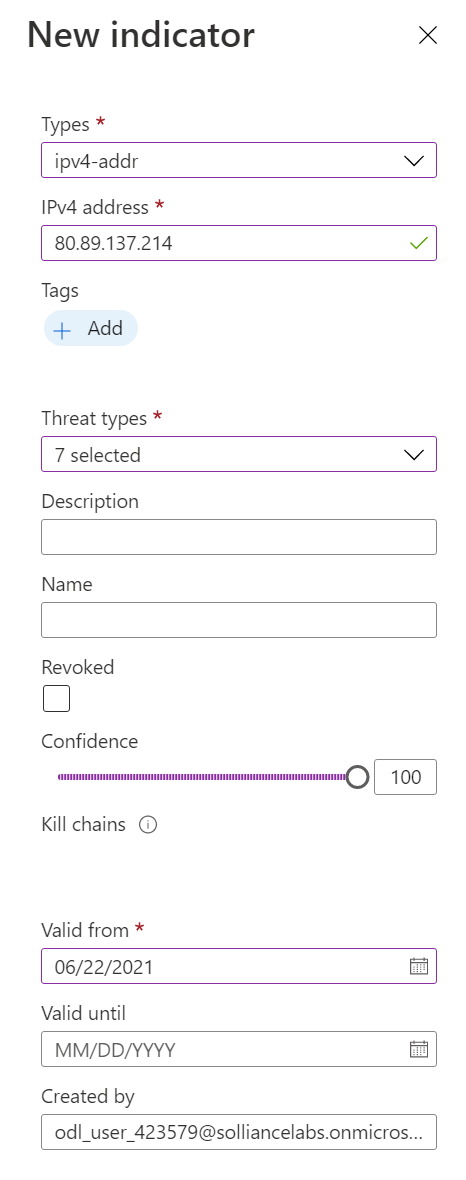 New indicator
Types *
ipv4-addr
IPv4 address *
80.89.137.214
Tags
+ Add
Threat types *
7 selected
Description
Name
Revoked
Confidence
100
Kill chains
Valid from *
06/22/2021
Valid until
MM/DD/YYYY
Created by
odl_user_423579@solliancelabs.onmicros...